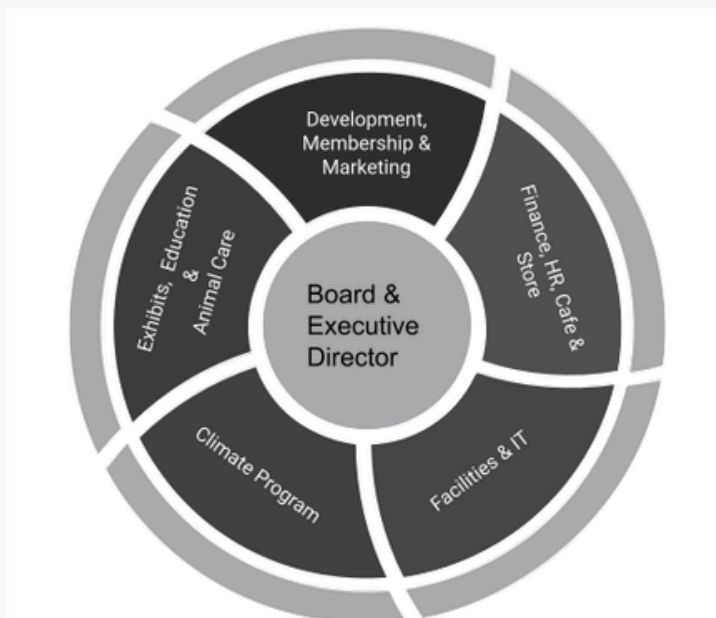 Development,
Membership &
Marketing
Finance, HR, Cafe &
Store
Facilities & IT
Climate Program
Exhibits, Education
&
Animal Care
Board &
Executive
Director